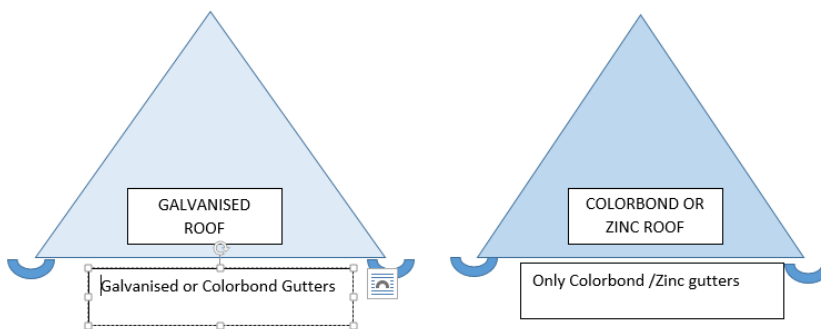 GALVANISED
ROOF
Galvanised or Colorbond Gutters
COLORBOND OR
ZINC ROOF
Only Colorbond /Zinc gutters